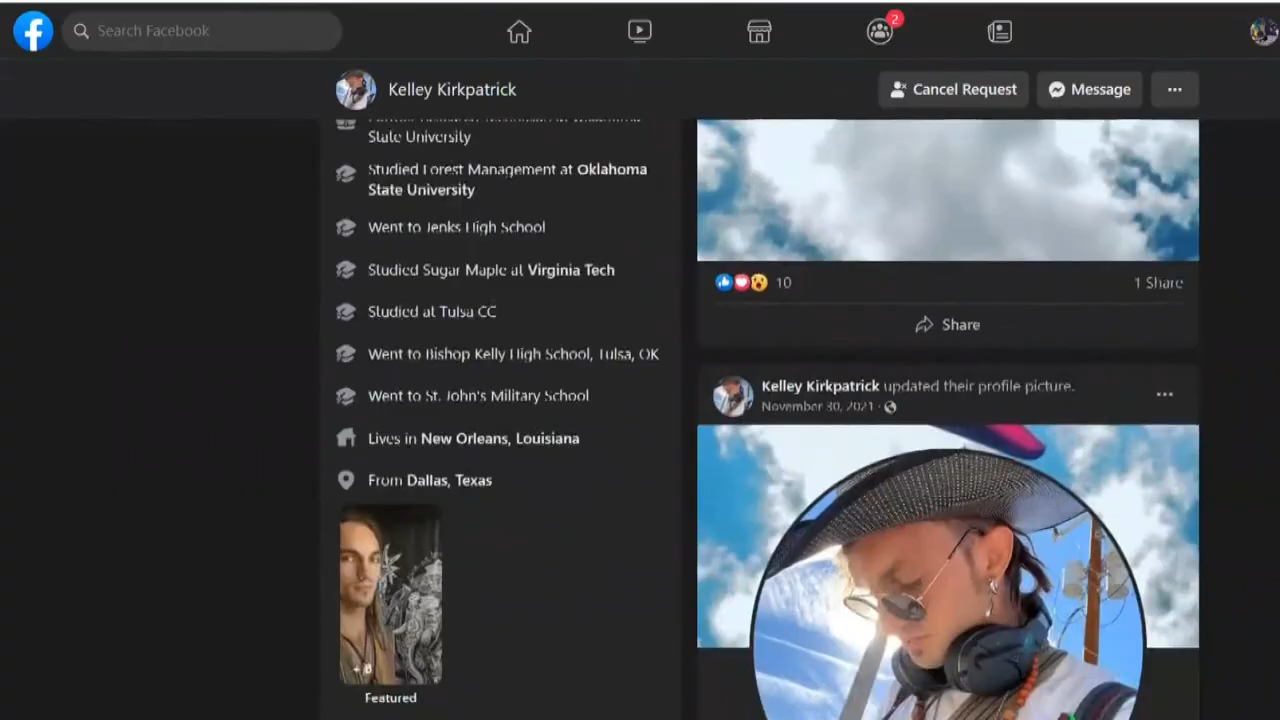 Search Facebook
2
Kelley Kirkpatrick
Cancel Request
Message
State University
Studied Forest Management at Oklahoma
State University
Went to Jenks High School
Studied Sugar Maple at Virginia Tech
Studied at Tulsa CC
Went to Bishop Kelly High School, Tulsa, OK
Went to St. John's Military School
Lives in New Orleans, Louisiana
From Dallas, Texas
+8
Featured
10
1 Share
Share
Kelley Kirkpatrick updated their profile picture.
November 30, 2021